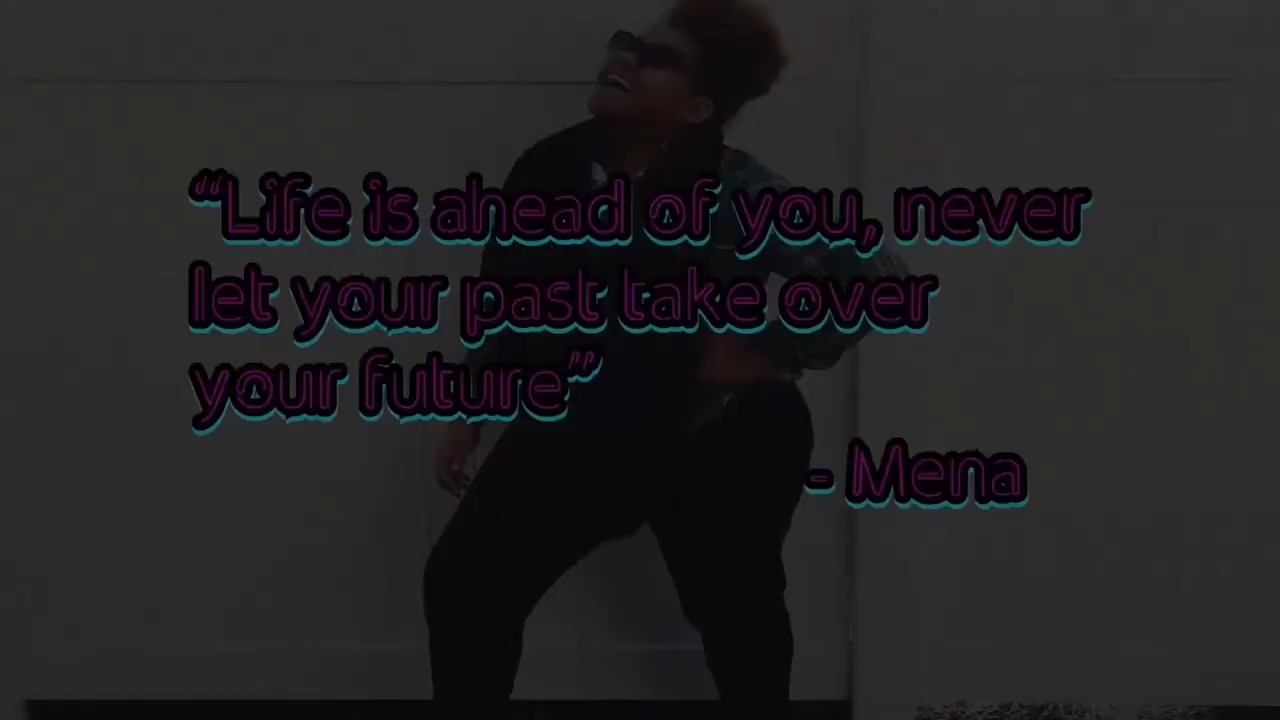 “Life is ahead of you, never
let your past take over
your future”
- Mena